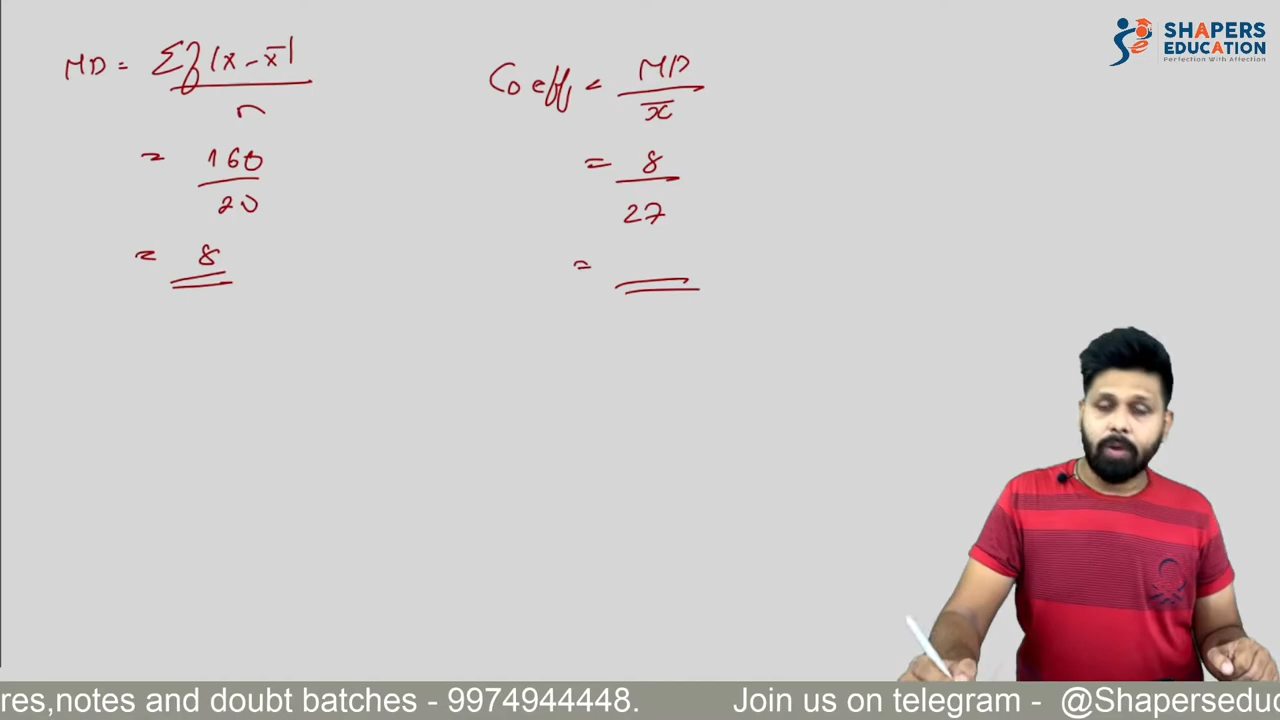 MD = Σf|x - x̄|
n
= 160
20
= 8
Coeff = MD
x̄
= 8
27
=
SHAPERS
EDUCATION
Perfection With Affection
res,notes and doubt batches - 9974944448. Join us on telegram - @Shaperseduc